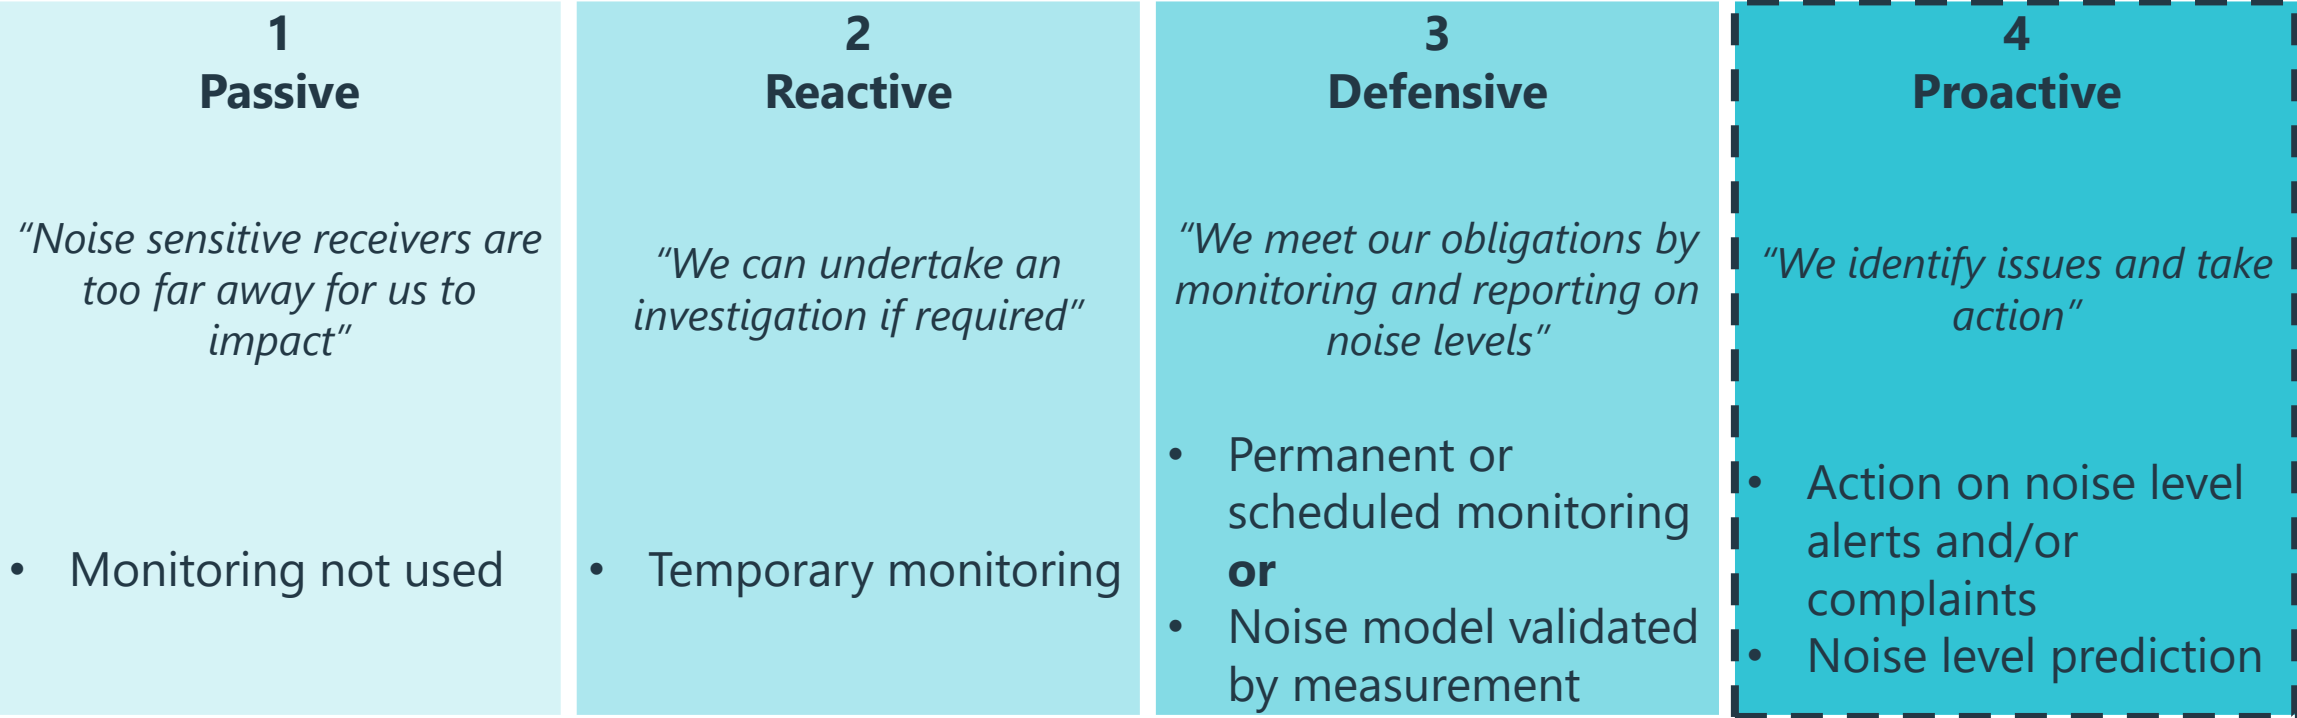 1
Passive
“Noise sensitive receivers are
too far away for us to
impact”
• Monitoring not used
2
Reactive
“We can undertake an
investigation if required”
• Temporary monitoring
3
Defensive
“We meet our obligations by
monitoring and reporting on
noise levels”
• Permanent or
scheduled monitoring
or
• Noise model validated
by measurement
4
Proactive
“We identify issues and take
action”
• Action on noise level
alerts and/or
complaints
• Noise level prediction